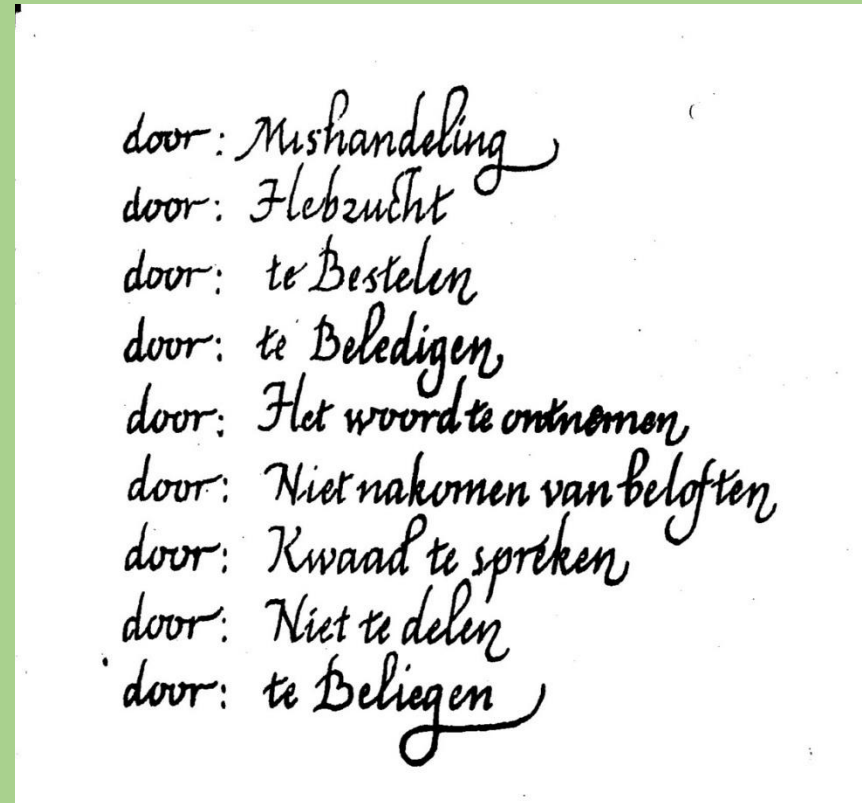 door: Mishandeling
door: Hebzucht
door: te Bestelen
door: te Beledigen
door: Het woord te ontnemen
door: Niet nakomen van beloften
door: Kwaad te spreken
door: Niet te delen
door: te Beliegen